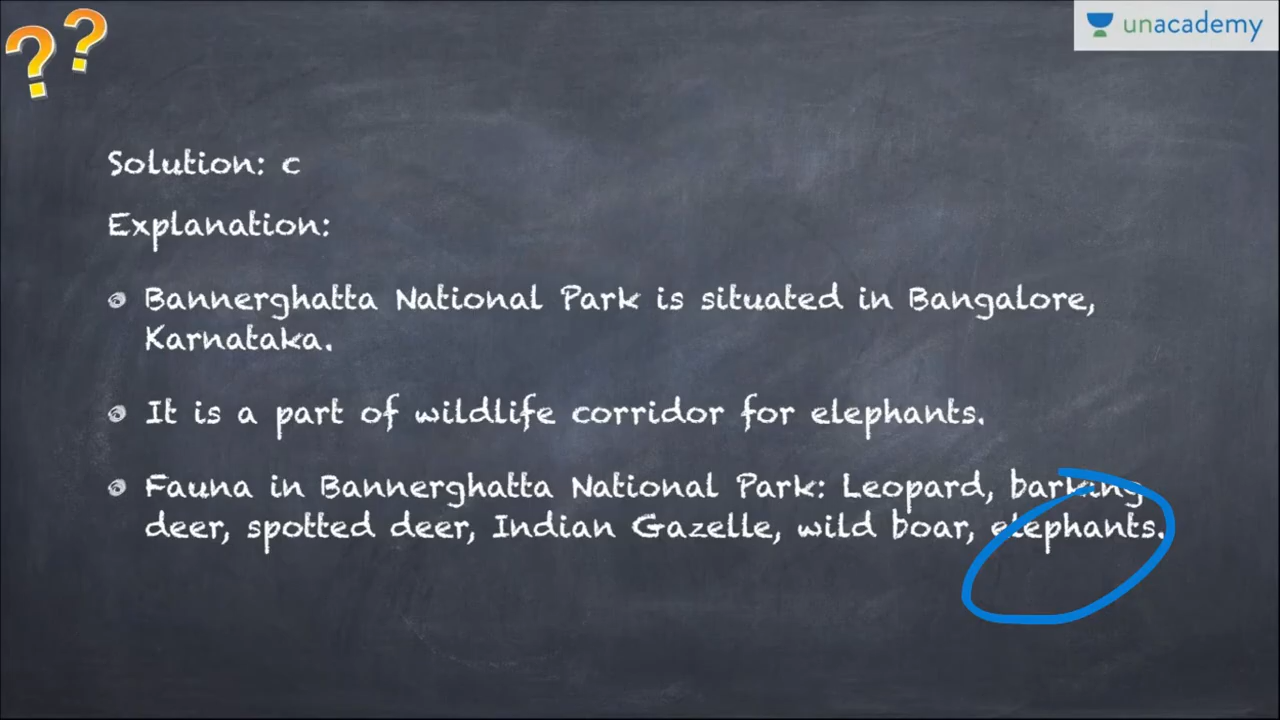 ??
unacademy
Solution: c
Explanation:
Bannerghatta National Park is situated in Bangalore,
Karnataka.
It is a part of wildlife corridor for elephants.
Fauna in Bannerghatta National Park: Leopard, barking
deer, spotted deer, Indian Gazelle, wild boar, elephants.